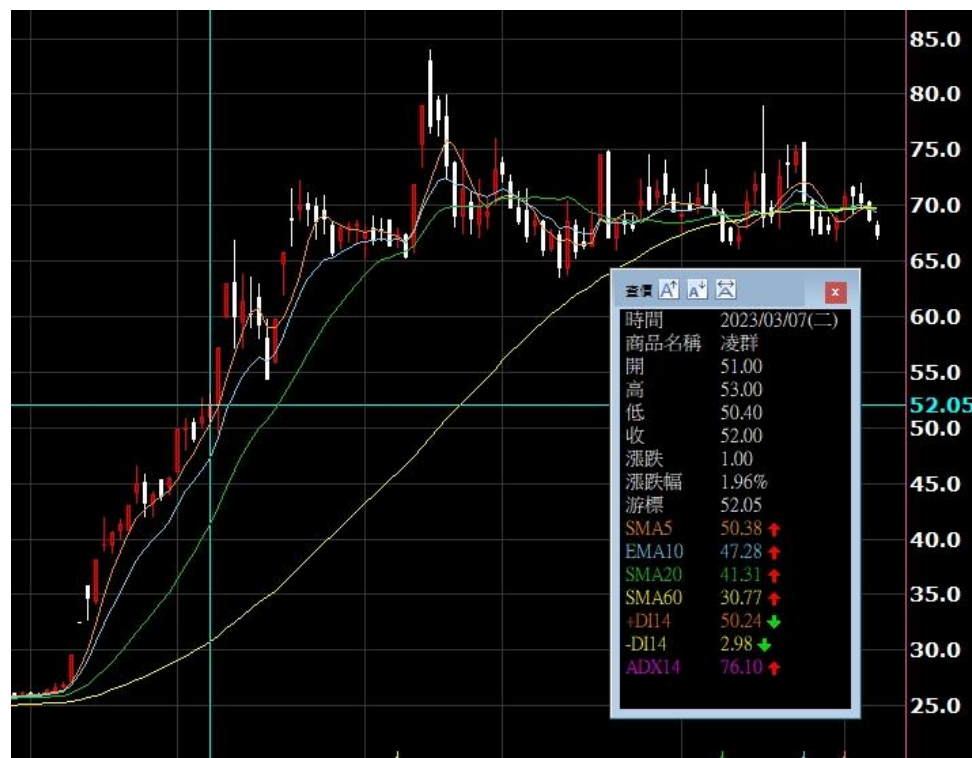 85.0
80.0
75.0
70.0
65.0
60.0
55.0
52.05
50.0
45.0
40.0
35.0
30.0
25.0
查價 A A A x
時間 2023/03/07(二)
商品名稱 凌群
開 51.00
高 53.00
低 50.40
收 52.00
漲跌 1.00
漲跌幅 1.96%
游標 52.05
SMA5 50.38
EMA10 47.28
SMA20 41.31
SMA60 30.77
+DI14 50.24
-DI14 2.98
ADX14 76.10